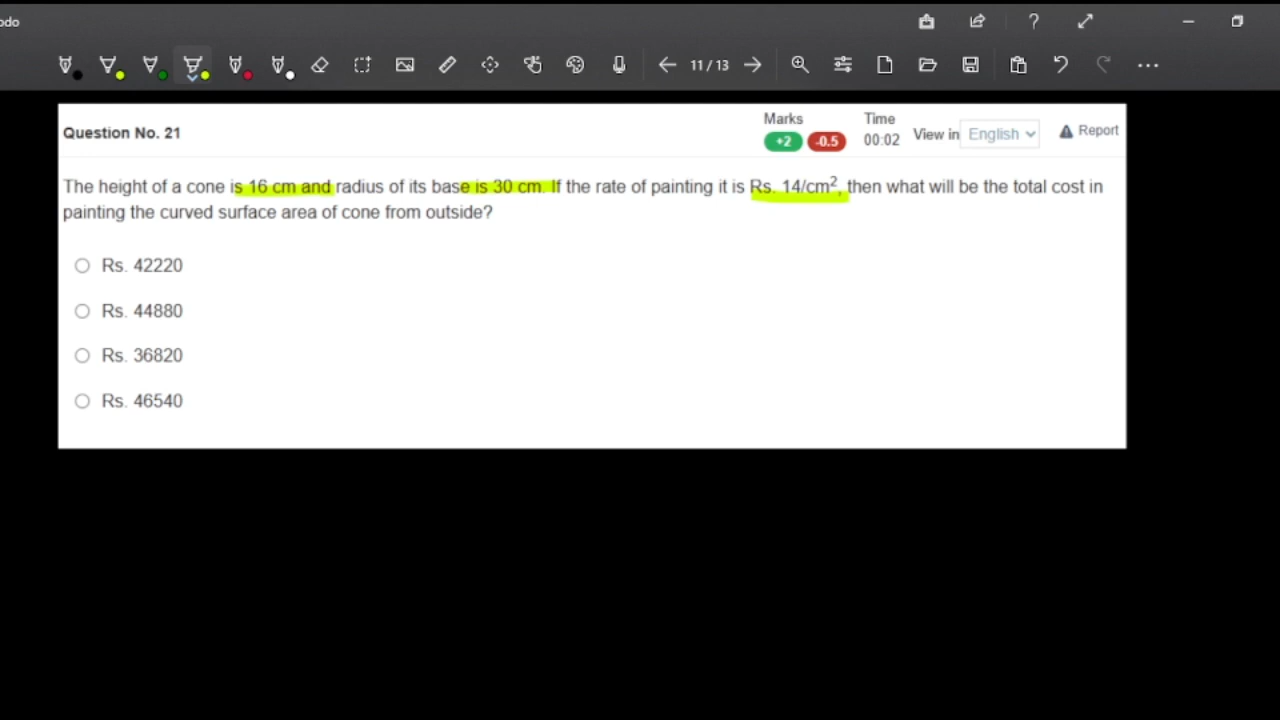 odo
11 / 13
Question No. 21
Marks
+2
-0.5
Time
00:02
View in
English
Report
The height of a cone is 16 cm and radius of its base is 30 cm. If the rate of painting it is Rs. 14/cm², then what will be the total cost in
painting the curved surface area of cone from outside?
Rs. 42220
Rs. 44880
Rs. 36820
Rs. 46540